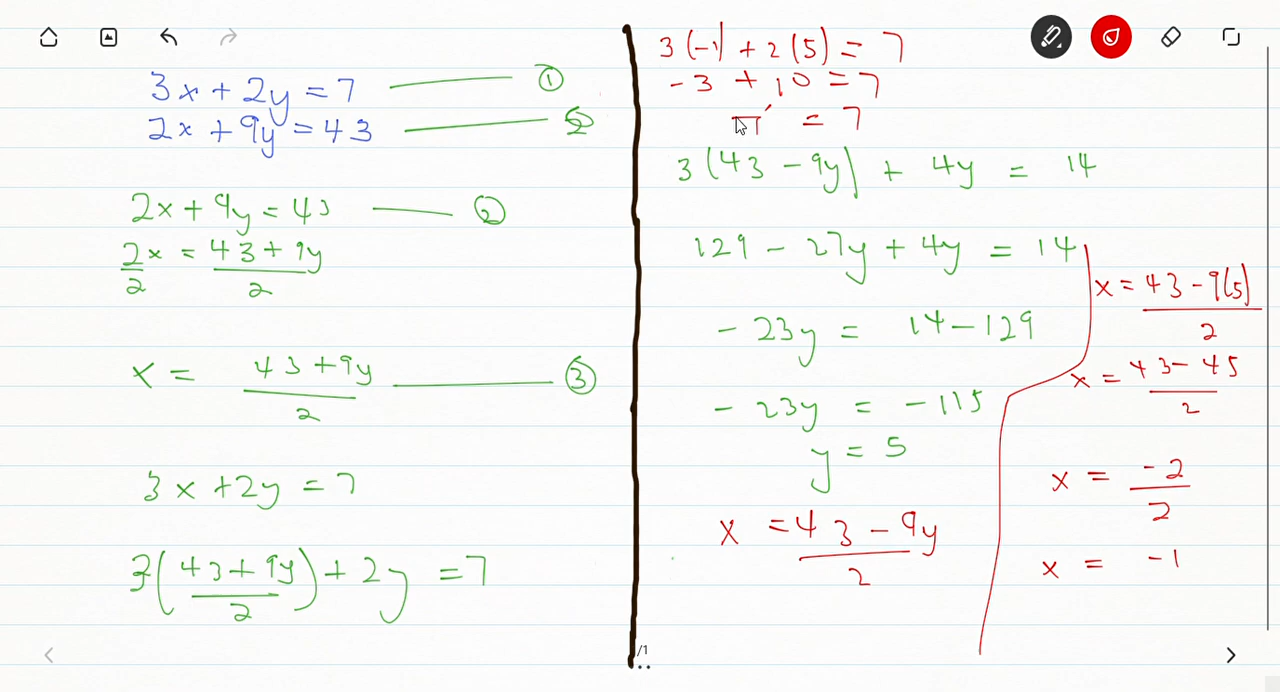 3x + 2y = 7 ①
2x + 9y = 43 ②
2x + 9y = 43 ②
2x/2 = 43 + 9y/2
x = 43 + 9y/2 ③
3x + 2y = 7
3(43 + 9y/2) + 2y = 7
3(-1) + 2(5) = 7
-3 + 10 = 7
= 7
3(43 - 9y) + 4y = 14
129 - 27y + 4y = 14
-23y = 14 - 129
-23y = -115
y = 5
x = 43 - 9y/2
x = 43 - 9(5)/2
x = 43 - 45/2
x = -2/2
x = -1
/1